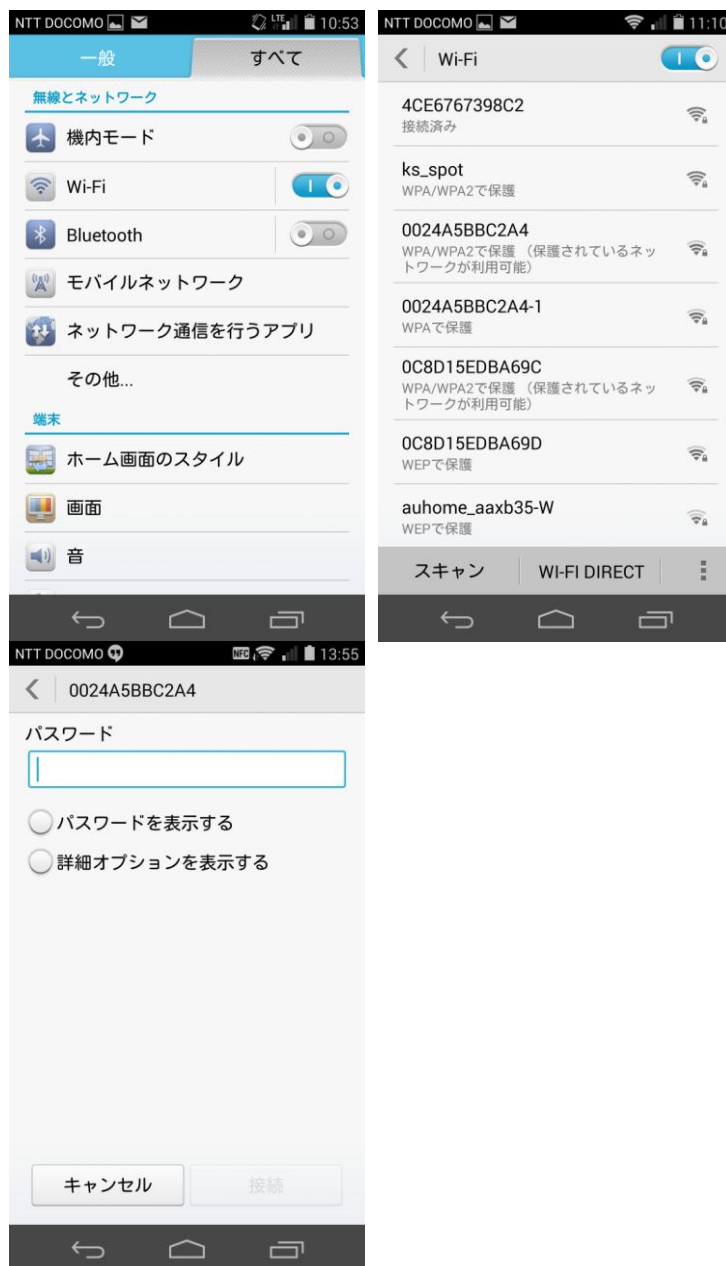 NTT DOCOMO
10:53
一般
すべて
無線とネットワーク
機内モード
Wi-Fi
Bluetooth
モバイルネットワーク
ネットワーク通信を行うアプリ
その他...
端末
ホーム画面のスタイル
画面
音
NTT DOCOMO
11:10
Wi-Fi
4CE6767398C2
接続済み
ks_spot
WPA/WPA2で保護
0024A5BBC2A4
WPA/WPA2で保護 （保護されているネッ
トワークが利用可能）
0024A5BBC2A4-1
WPAで保護
0C8D15EDBA69C
WPA/WPA2で保護 （保護されているネッ
トワークが利用可能）
0C8D15EDBA69D
WEPで保護
auhome_aaxb35-W
WEPで保護
スキャン
WI-FI DIRECT
NTT DOCOMO
NFC
13:55
0024A5BBC2A4
パスワード
パスワードを表示する
詳細オプションを表示する
キャンセル
接続